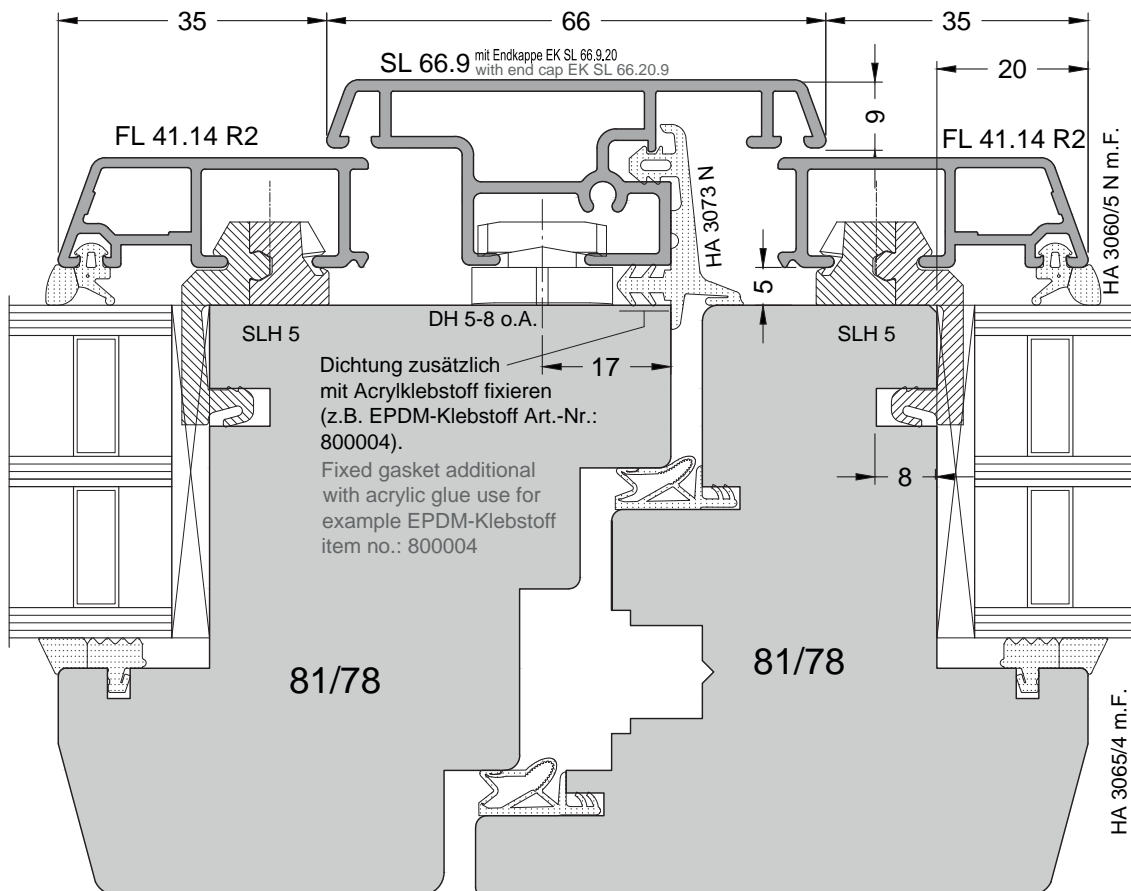 35
66
35
SL 66.9 mit Endkappe EK SL 66.9.20
with end cap EK SL 66.20.9
20
9
FL 41.14 R2
FL 41.14 R2
HA 3060/5 N m.F.
HA 3073 N
5
SLH 5
DH 5-8 o.A.
SLH 5
17
Dichtung zusätzlich
mit Acrylklebstoff fixieren
(z.B. EPDM-Klebstoff Art.-Nr.:
800004).
Fixed gasket additional
with acrylic glue use for
example EPDM-Klebstoff
item no.: 800004
8
81/78
81/78
HA 3065/4 m.F.